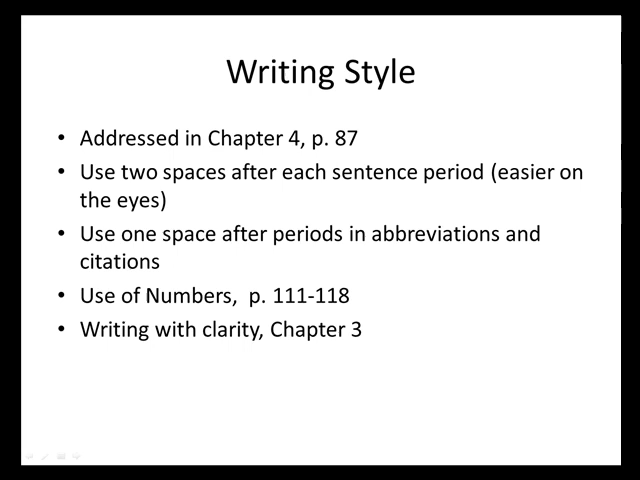 Writing Style
• Addressed in Chapter 4, p. 87
• Use two spaces after each sentence period (easier on
the eyes)
• Use one space after periods in abbreviations and
citations
• Use of Numbers,  p. 111-118
• Writing with clarity, Chapter 3